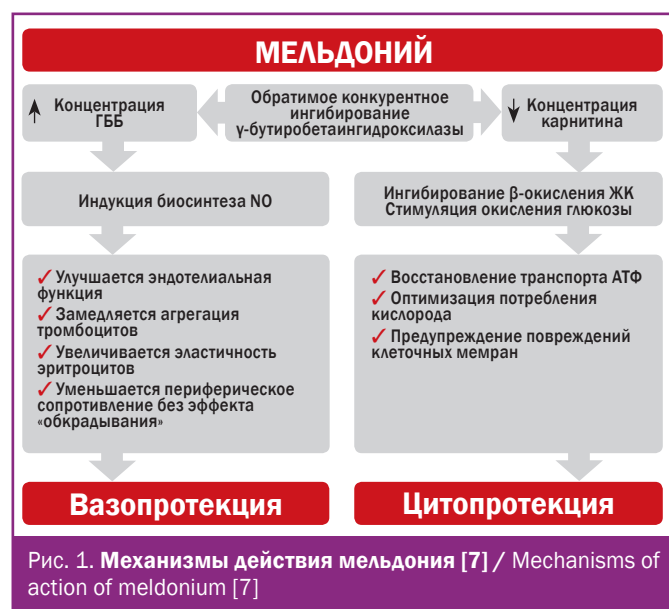 МЕЛЬДОНИЙ
Концентрация
ГББ
Обратимое конкурентное
ингибирование
γ-бутиробетаингидроксилазы
Концентрация
карнитина
Индукция биосинтеза NO
Ингибирование β-окисления ЖК
Стимуляция окисления глюкозы
✓ Улучшается эндотелиальная
функция
✓ Замедляется агрегация
тромбоцитов
✓ Увеличивается эластичность
эритроцитов
✓ Уменьшается периферическое
сопротивление без эффекта
«обкрадывания»
✓ Восстановление транспорта АТФ
✓ Оптимизация потребления
кислорода
✓ Предупреждение повреждений
клеточных мемран
Вазопротекция
Цитопротекция
Рис. 1. Механизмы действия мельдония [7] / Mechanisms of
action of meldonium [7]